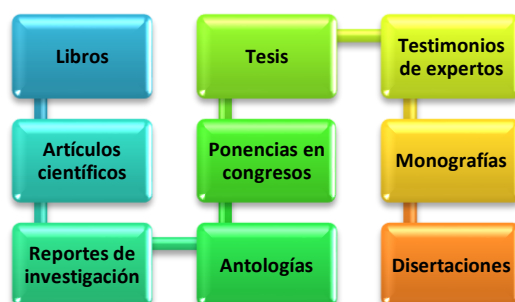 Libros
Artículos
científicos
Reportes de
investigación
Antologías
Ponencias en
congresos
Tesis
Testimonios
de expertos
Monografías
Disertaciones